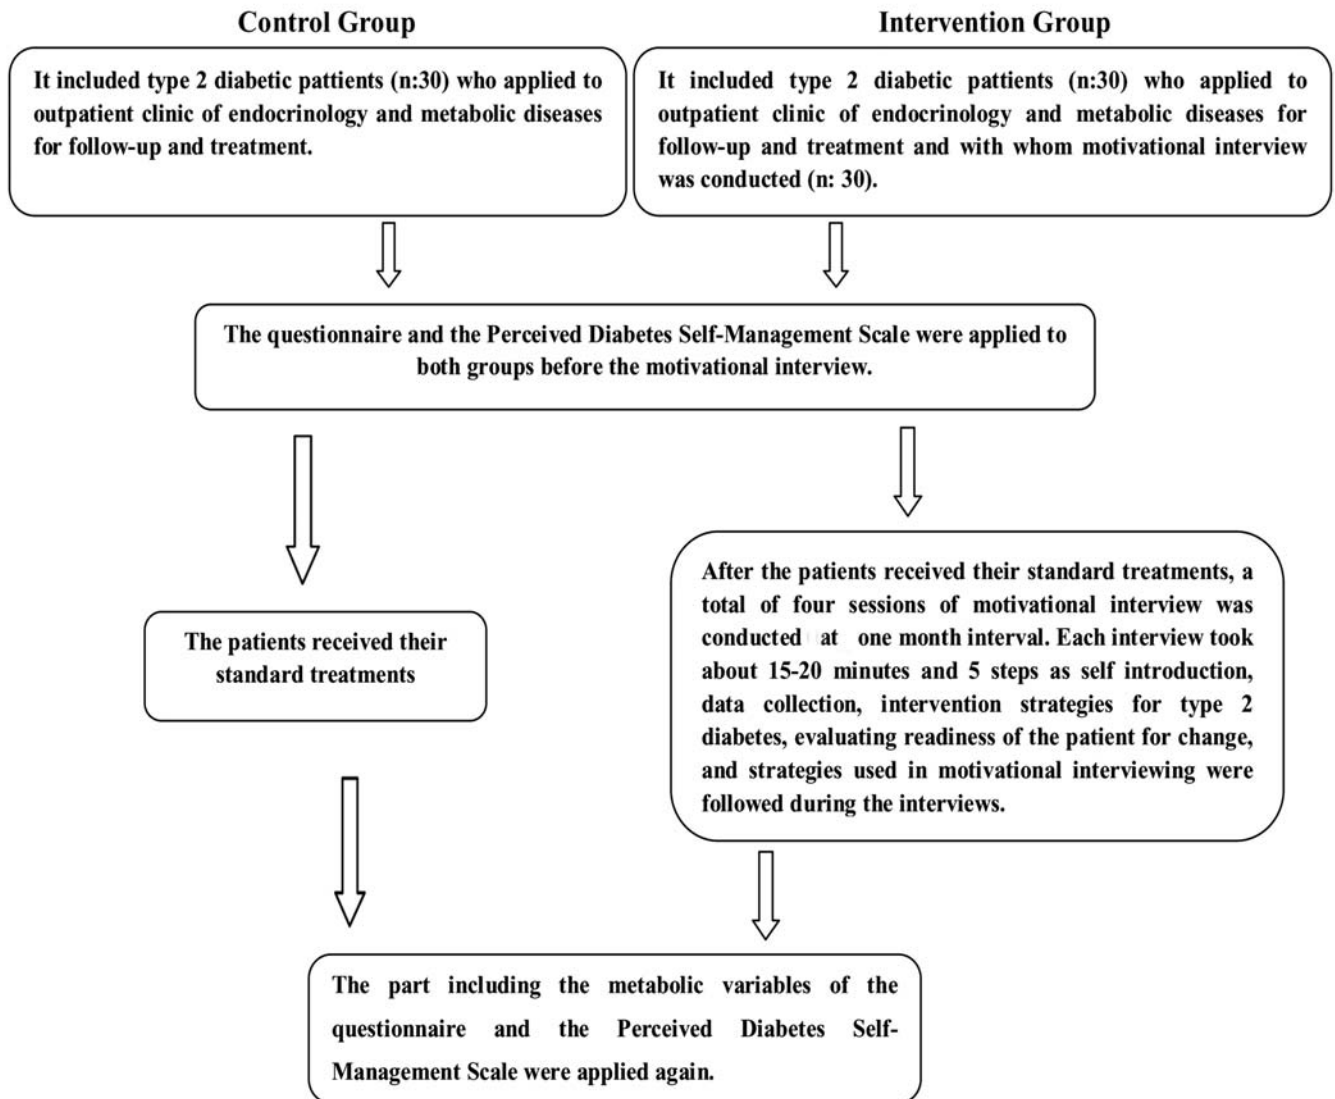 Control Group
Intervention Group
It included type 2 diabetic pattients (n:30) who applied to
outpatient clinic of endocrinology and metabolic diseases
for follow-up and treatment.
It included type 2 diabetic pattients (n:30) who applied to
outpatient clinic of endocrinology and metabolic diseases for
follow-up and treatment and with whom motivational interview
was conducted (n: 30).
The questionnaire and the Perceived Diabetes Self-Management Scale were applied to
both groups before the motivational interview.
The patients received their
standard treatments
After the patients received their standard treatments, a
total of four sessions of motivational interview was
conducted at one month interval. Each interview took
about 15-20 minutes and 5 steps as self introduction,
data collection, intervention strategies for type 2
diabetes, evaluating readiness of the patient for change,
and strategies used in motivational interviewing were
followed during the interviews.
The part including the metabolic variables of the
questionnaire and the Perceived Diabetes Self-
Management Scale were applied again.